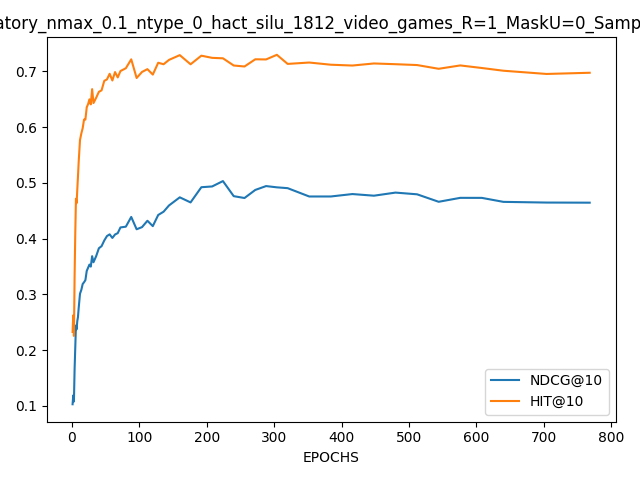 atory_nmax_0.1_ntype_0_hact_silu_1812_video_games_R=1_MaskU=0_Samp
0.7
0.6
0.5
0.4
0.3
0.2
0.1
0 100 200 300 400 500 600 700 800
EPOCHS
NDCG@10
HIT@10